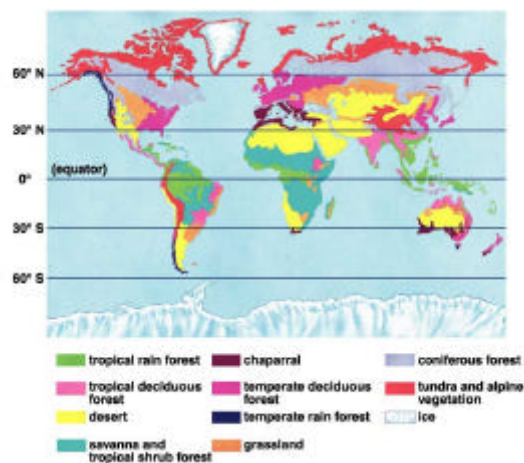 60° N
30° N
(equator)
0°
30° S
60° S
tropical rain forest
chaparral
coniferous forest
tropical deciduous
forest
temperate deciduous
forest
tundra and alpine
vegetation
desert
temperate rain forest
ice
savanna and
tropical shrub forest
grassland